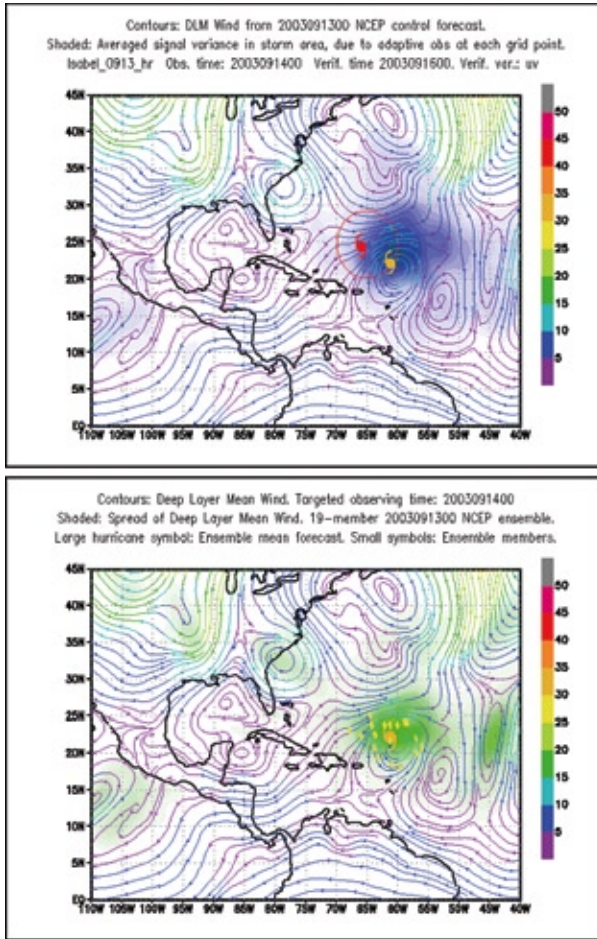 Contours: DLM Wind from 2003091300 NCEP control forecast.
Shaded: Averaged signal variance in storm area, due to adaptive obs at each grid point.
Isabel_0913_hr Obs. time: 2003091400 Verif. time 2003091600. Verif. var.: uv
45N
40N
35N
30N
25N
20N
15N
10N
5N
EQ
110W 105W 100W 95W 90W 85W 80W 75W 70W 65W 60W 55W 50W 45W 40W
50
45
40
35
30
25
20
15
10
5
Contours: Deep Layer Mean Wind. Targeted observing time: 2003091400
Shaded: Spread of Deep Layer Mean Wind. 19-member 2003091300 NCEP ensemble.
Large hurricane symbol: Ensemble mean forecast. Small symbols: Ensemble members.
45N
40N
35N
30N
25N
20N
15N
10N
5N
EQ
110W 105W 100W 95W 90W 85W 80W 75W 70W 65W 60W 55W 50W 45W 40W
50
45
40
35
30
25
20
15
10
5